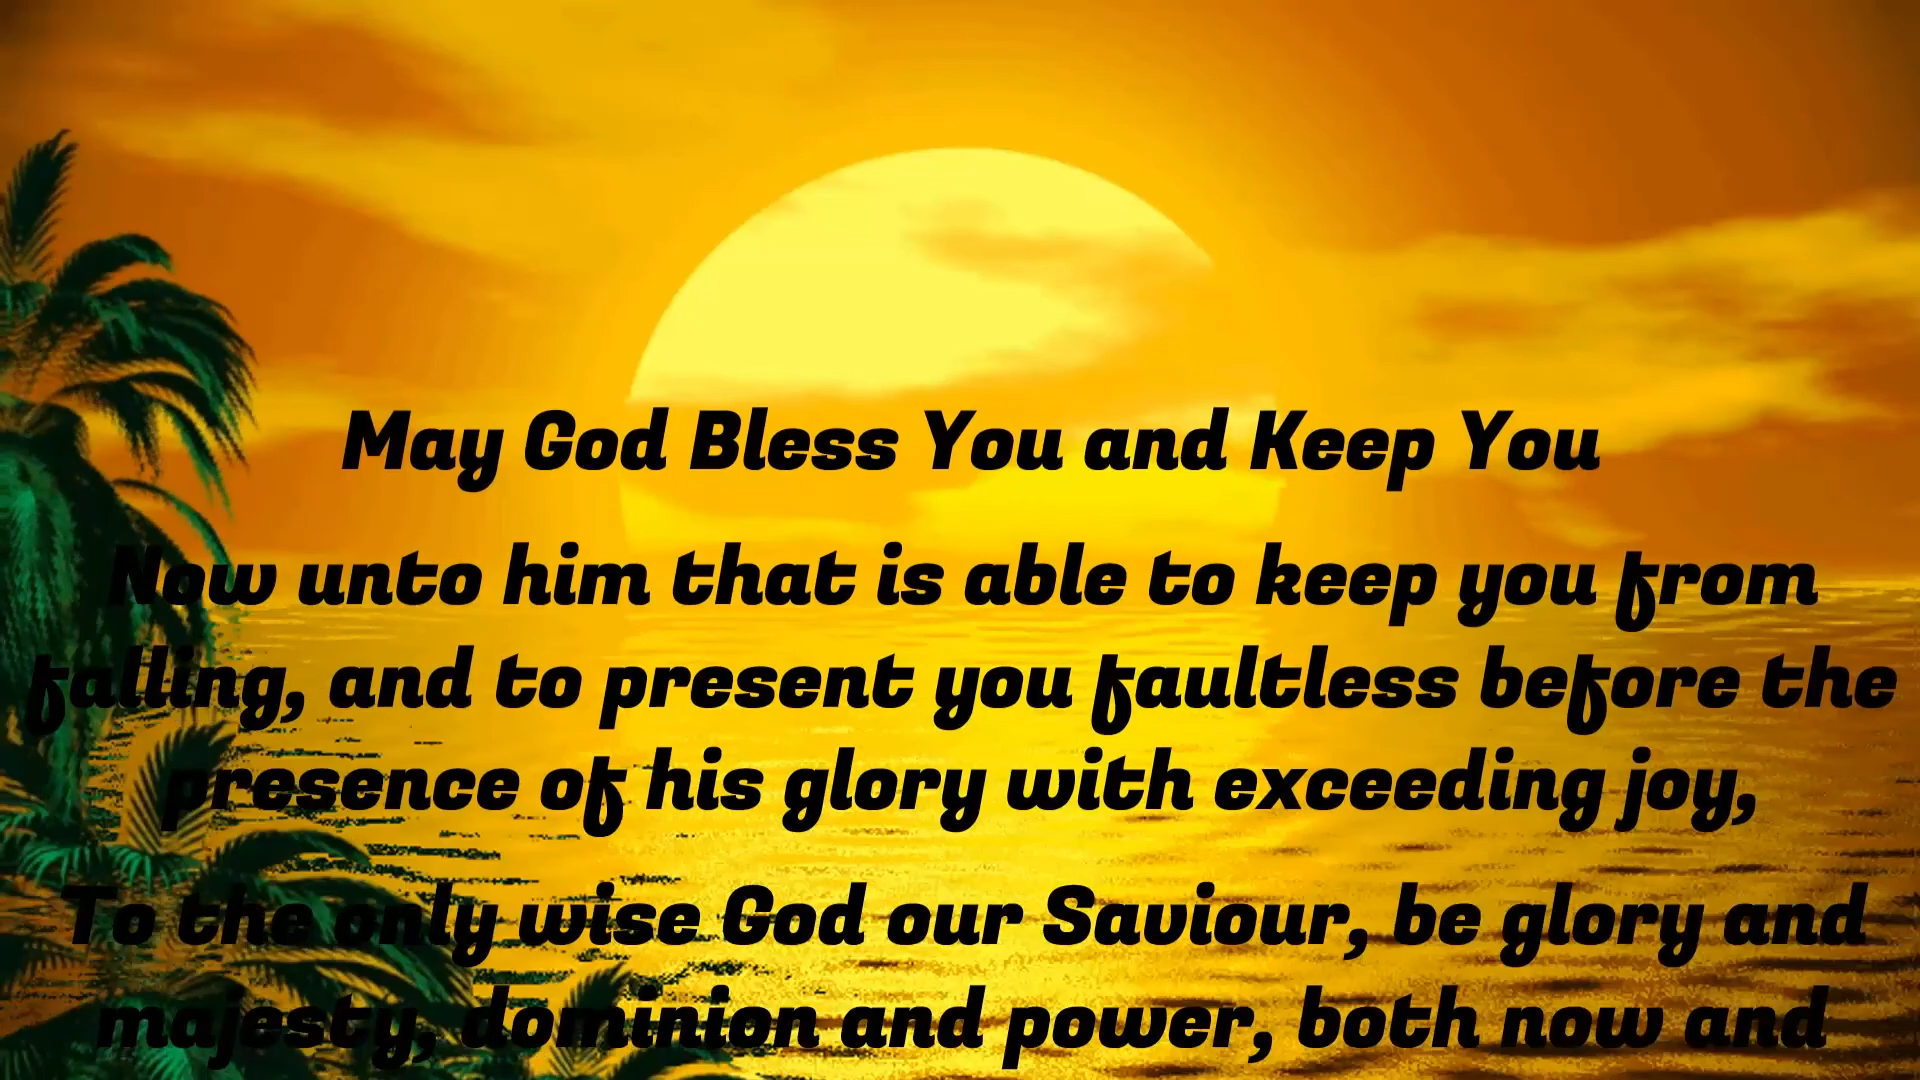 May God Bless You and Keep You
Now unto him that is able to keep you from
falling, and to present you faultless before the
presence of his glory with exceeding joy,
To the only wise God our Saviour, be glory and
majesty, dominion and power, both now and